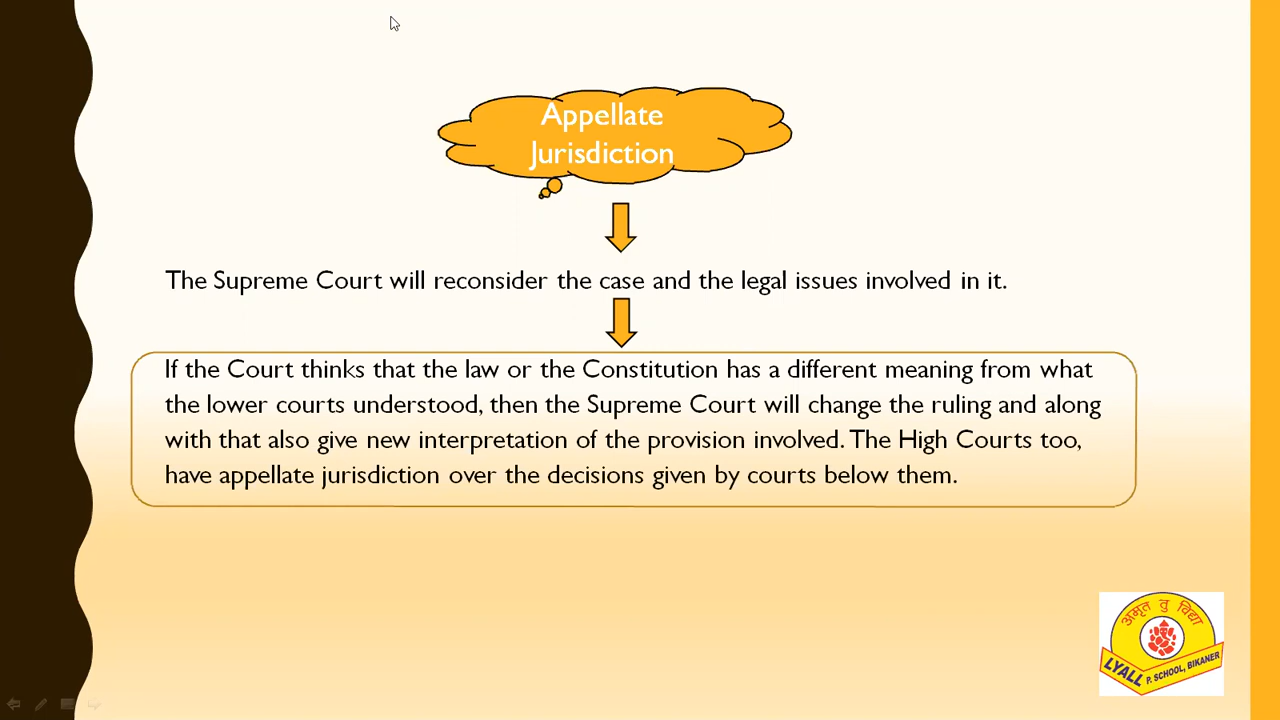 Appellate
Jurisdiction
The Supreme Court will reconsider the case and the legal issues involved in it.
If the Court thinks that the law or the Constitution has a different meaning from what
the lower courts understood, then the Supreme Court will change the ruling and along
with that also give new interpretation of the provision involved. The High Courts too,
have appellate jurisdiction over the decisions given by courts below them.
अमृतं तु विद्या
LYALL P. SCHOOL, BIKANER